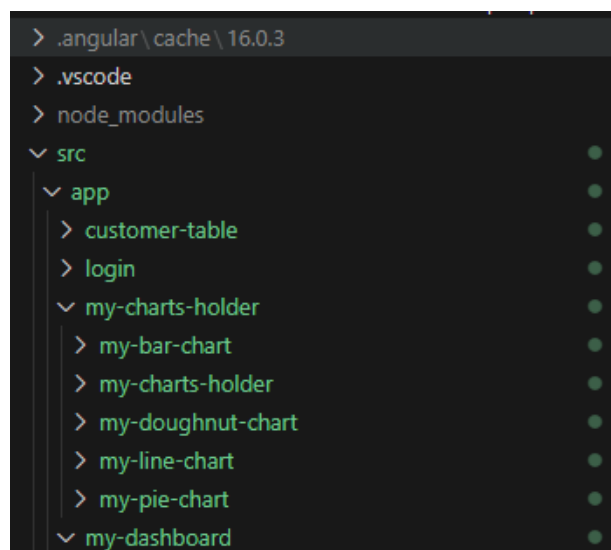 .angular\cache\16.0.3
.vscode
node_modules
src
app
customer-table
login
my-charts-holder
my-bar-chart
my-charts-holder
my-doughnut-chart
my-line-chart
my-pie-chart
my-dashboard